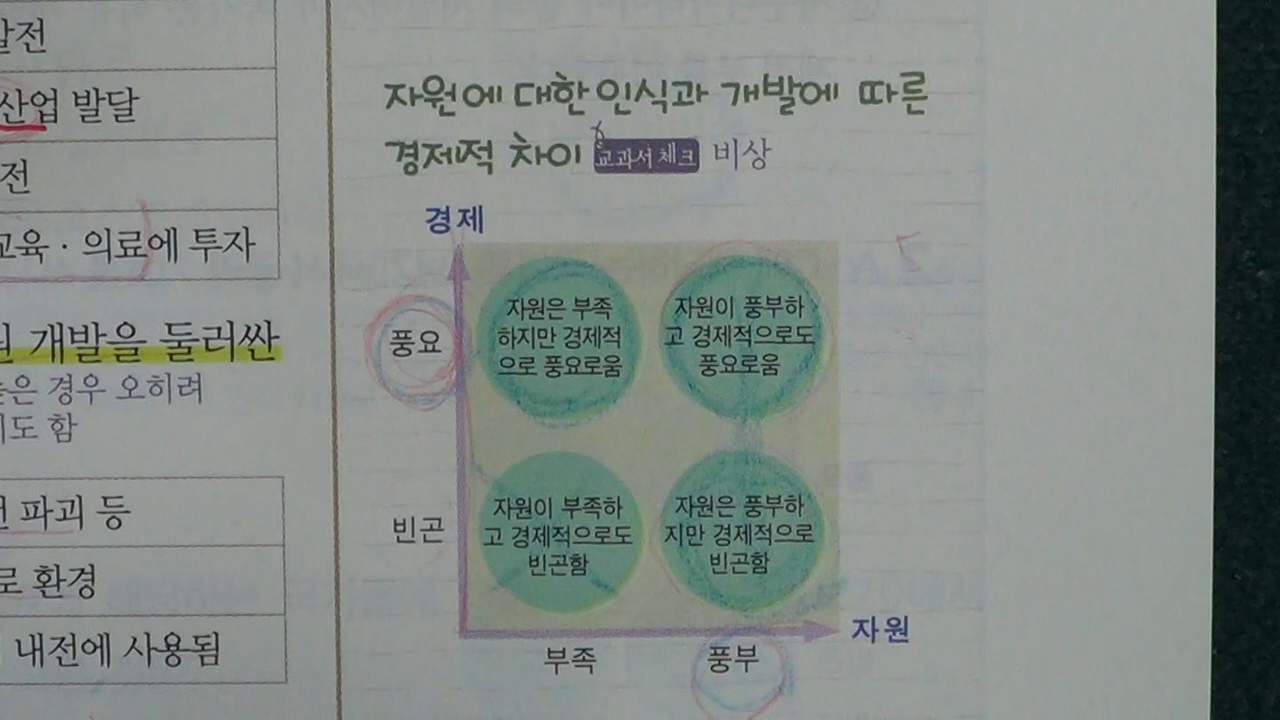 발전
산업 발달
전
교육 · 의료에 투자
개발을 둘러싼
은 경우 오히려
도 함
파괴 등
로 환경
내전에 사용됨
자원에 대한 인식과 개발에 따른
경제적 차이 교과서 체크 비상
경제
풍요
자원은 부족
하지만 경제적
으로 풍요로움
자원이 풍부하
고 경제적으로도
풍요로움
빈곤
자원이 부족하
고 경제적으로도
빈곤함
자원은 풍부하
지만 경제적으로
빈곤함
자원
부족
풍부